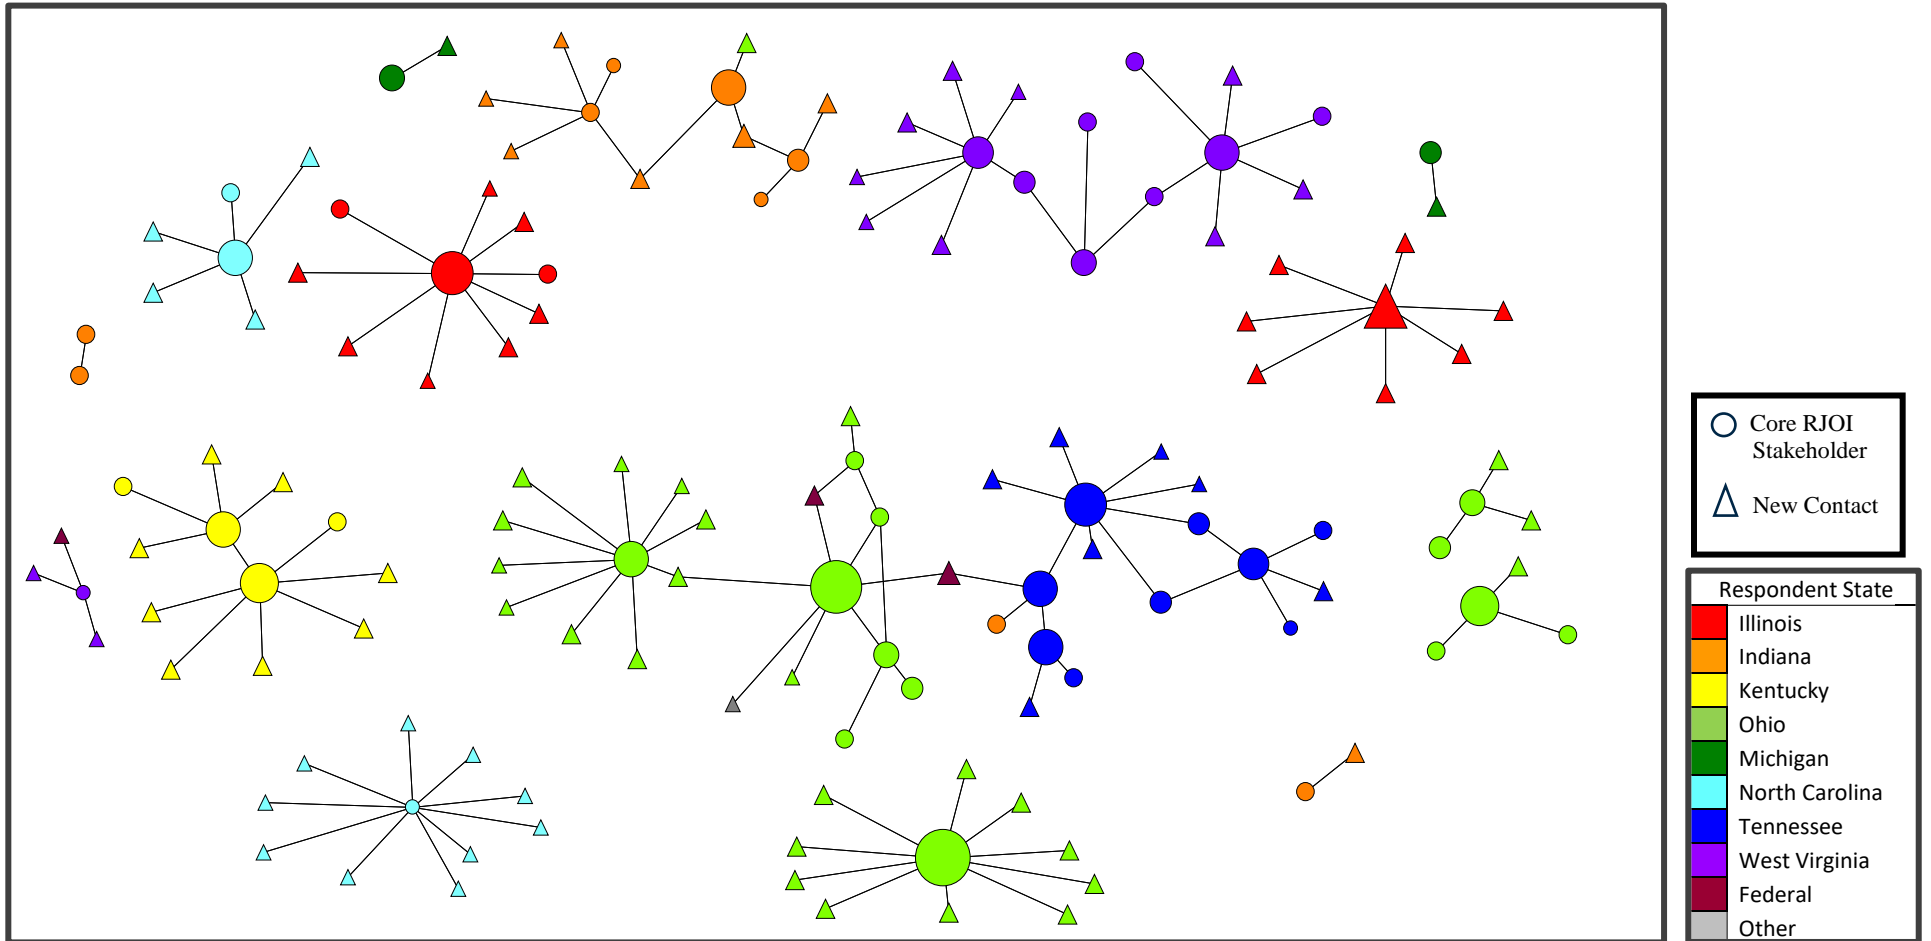 Core RJOI
Stakeholder
New Contact
Respondent State
Illinois
Indiana
Kentucky
Ohio
Michigan
North Carolina
Tennessee
West Virginia
Federal
Other